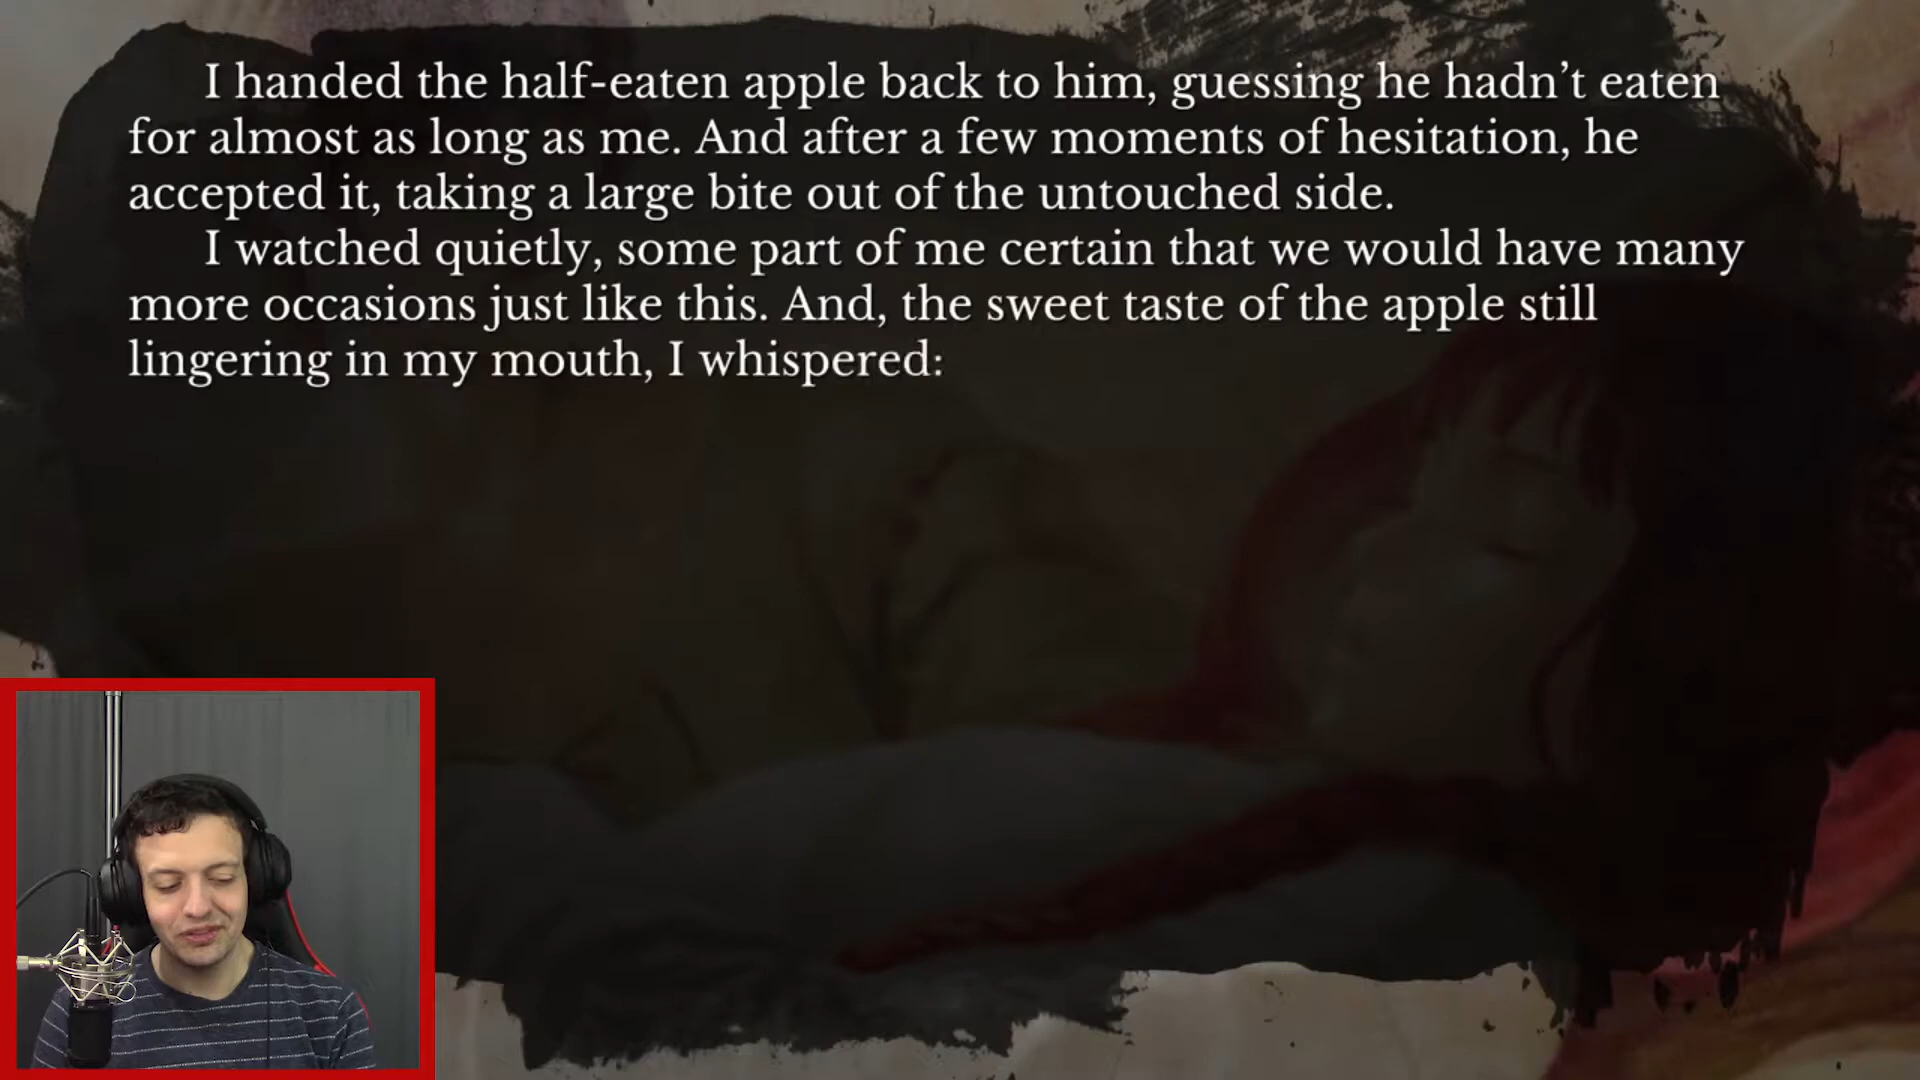 I handed the half-eaten apple back to him, guessing he hadn’t eaten
for almost as long as me. And after a few moments of hesitation, he
accepted it, taking a large bite out of the untouched side.
I watched quietly, some part of me certain that we would have many
more occasions just like this. And, the sweet taste of the apple still
lingering in my mouth, I whispered: